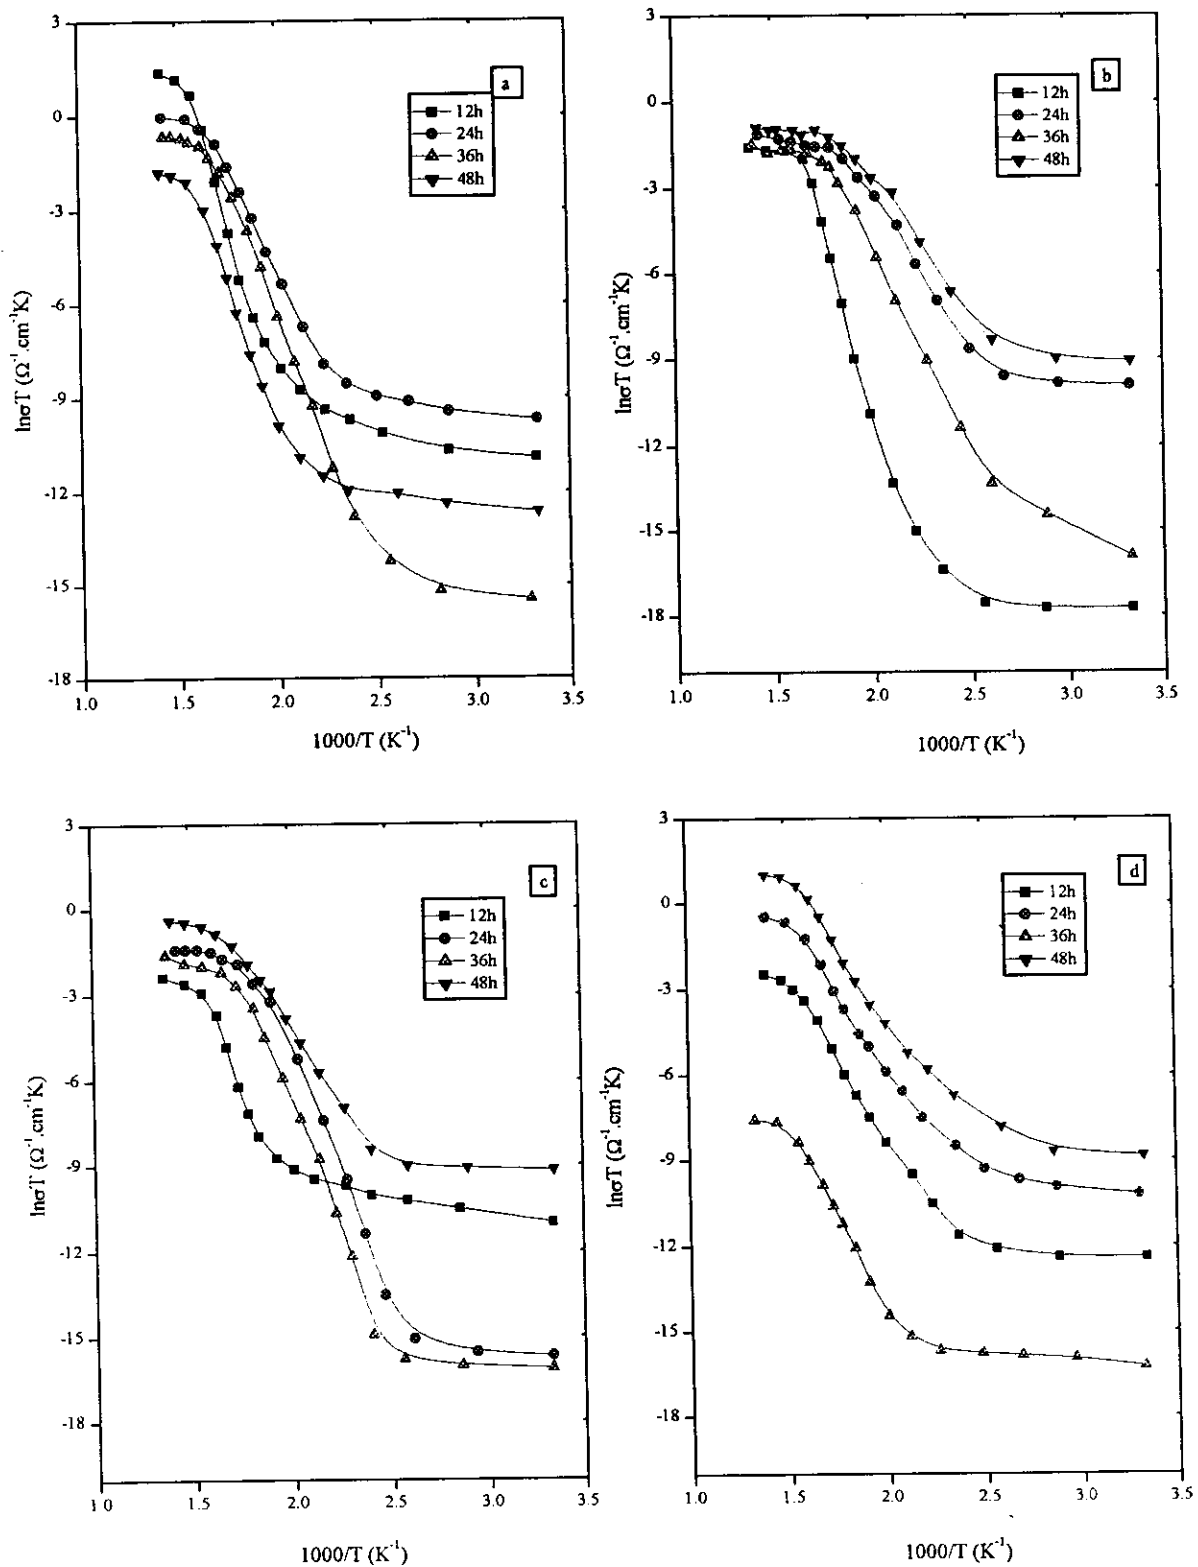 3
0
-3
-6
-9
-12
-15
-18
lnσT (Ω⁻¹.cm⁻¹K)
a
12h
24h
36h
48h
1.0 1.5 2.0 2.5 3.0 3.5
1000/T (K⁻¹)
3
0
-3
-6
-9
-12
-15
-18
lnσT (Ω⁻¹.cm⁻¹K)
b
12h
24h
36h
48h
1.0 1.5 2.0 2.5 3.0 3.5
1000/T (K⁻¹)
3
0
-3
-6
-9
-12
-15
-18
lnσT (Ω⁻¹.cm⁻¹K)
c
12h
24h
36h
48h
1 0 1.5 2.0 2.5 3.0 3.5
1000/T (K⁻¹)
3
0
-3
-6
-9
-12
-15
-18
lnσT (Ω⁻¹.cm⁻¹K)
d
12h
24h
36h
48h
1.0 1.5 2.0 2.5 3.0 3.5
1000/T (K⁻¹)